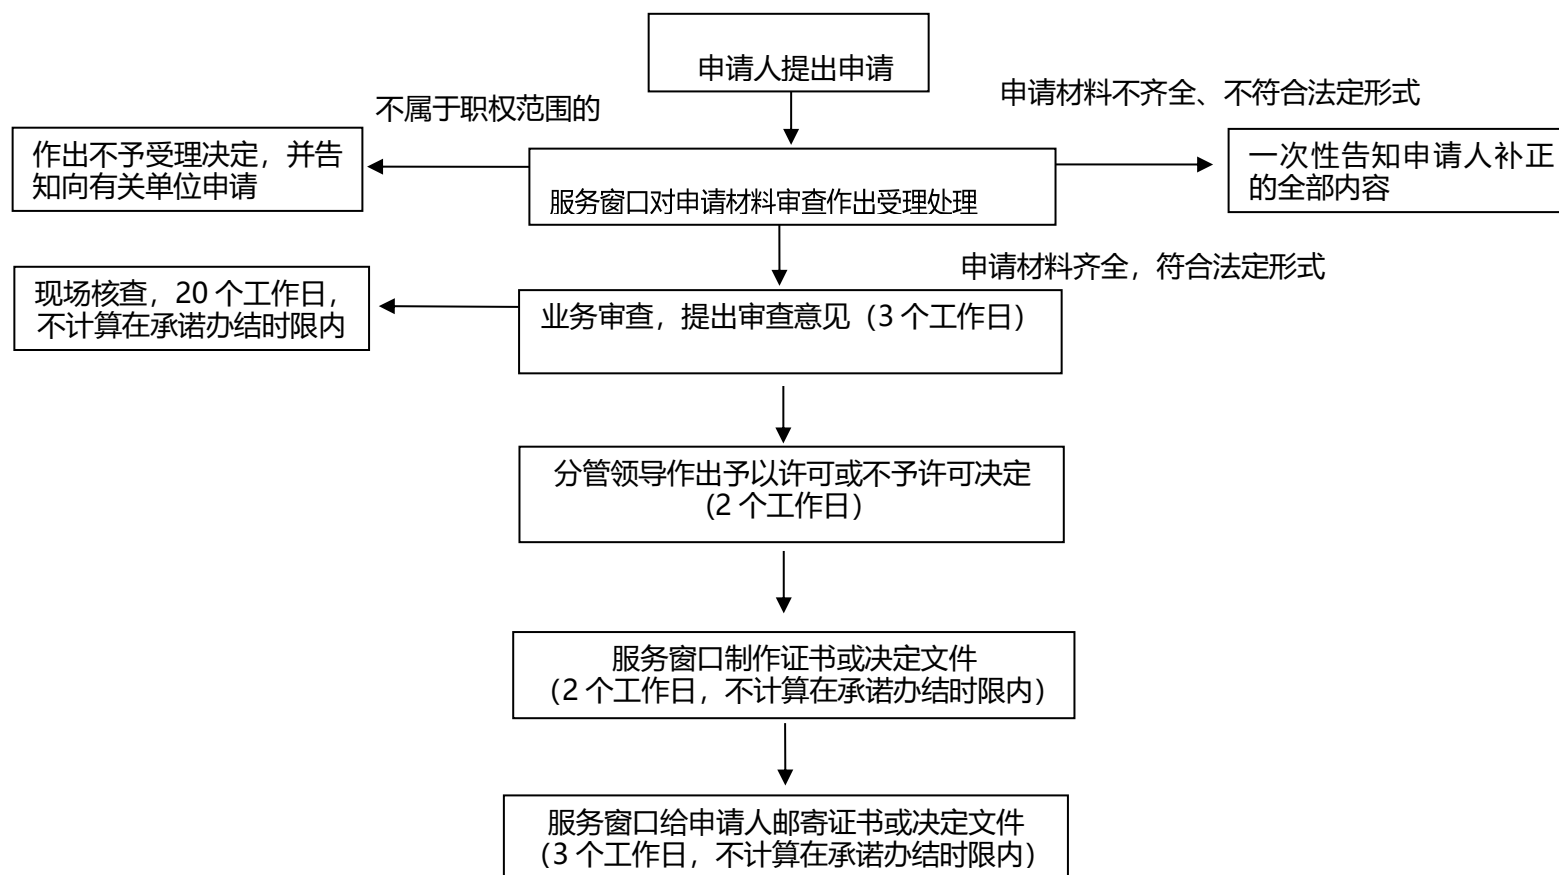 申请人提出申请
不属于职权范围的
申请材料不齐全、不符合法定形式
作出不予受理决定，并告
知向有关单位申请
服务窗口对申请材料审查作出受理处理
一次性告知申请人补正
的全部内容
申请材料齐全，符合法定形式
现场核查，20 个工作日，
不计算在承诺办结时限内
业务审查，提出审查意见（3 个工作日）
分管领导作出予以许可或不予许可决定
（2 个工作日）
服务窗口制作证书或决定文件
（2 个工作日，不计算在承诺办结时限内）
服务窗口给申请人邮寄证书或决定文件
（3 个工作日，不计算在承诺办结时限内）